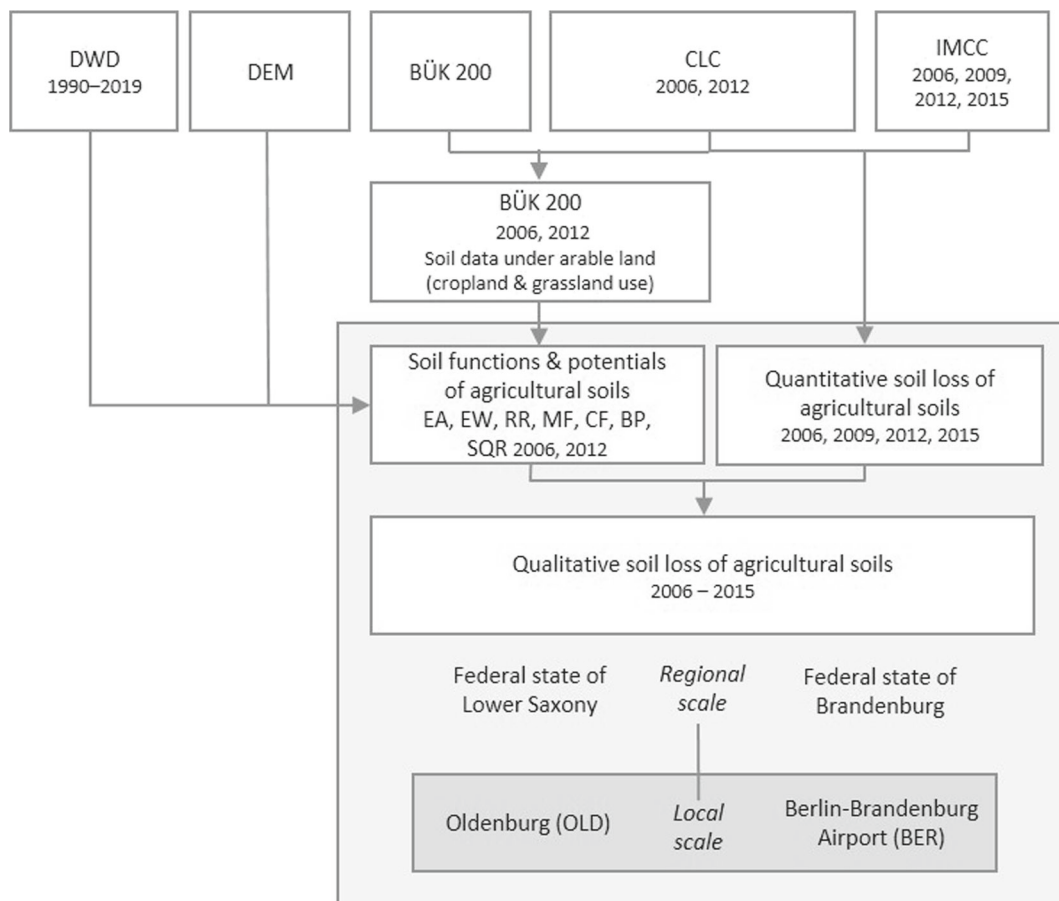 DWD
1990–2019
DEM
BÜK 200
CLC
2006, 2012
IMCC
2006, 2009,
2012, 2015
BÜK 200
2006, 2012
Soil data under arable land
(cropland & grassland use)
Soil functions & potentials
of agricultural soils
EA, EW, RR, MF, CF, BP,
SQR 2006, 2012
Quantitative soil loss of
agricultural soils
2006, 2009, 2012, 2015
Qualitative soil loss of agricultural soils
2006 – 2015
Federal state of
Lower Saxony
Regional
scale
Federal state of
Brandenburg
Oldenburg (OLD)
Local
scale
Berlin-Brandenburg
Airport (BER)